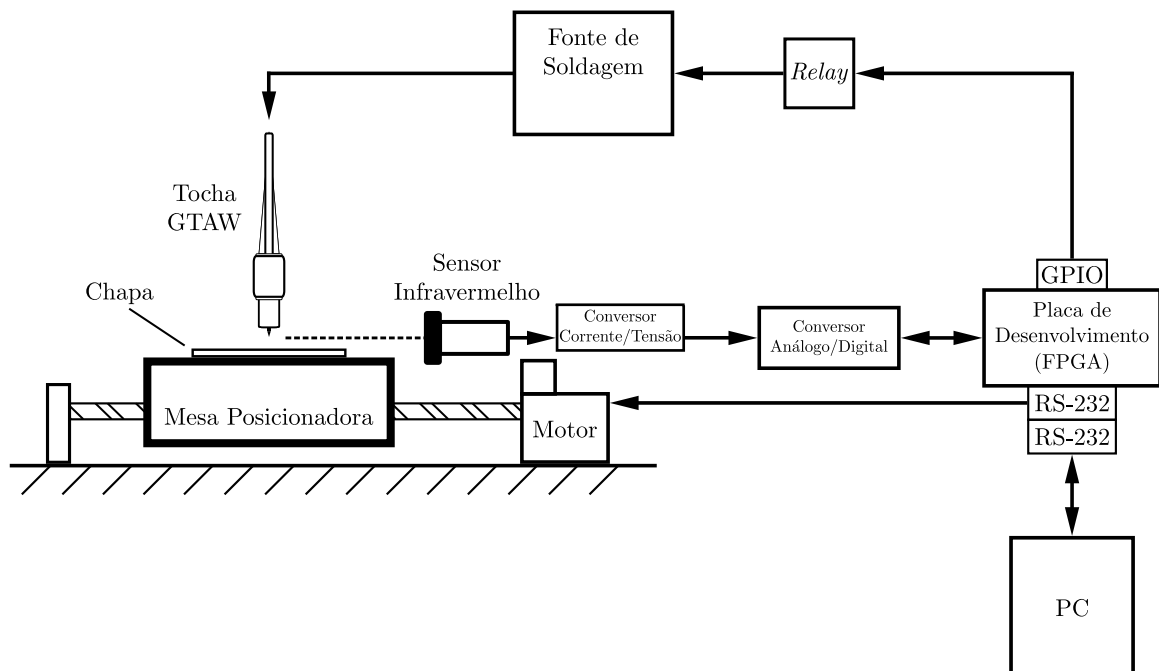 Fonte de
Soldagem
Relay
Tocha
GTAW
Sensor
Infravermelho
Chapa
GPIO
Conversor
Corrente/Tensão
Conversor
Análogo/Digital
Placa de
Desenvolvimento
(FPGA)
Mesa Posicionadora
Motor
RS-232
RS-232
PC